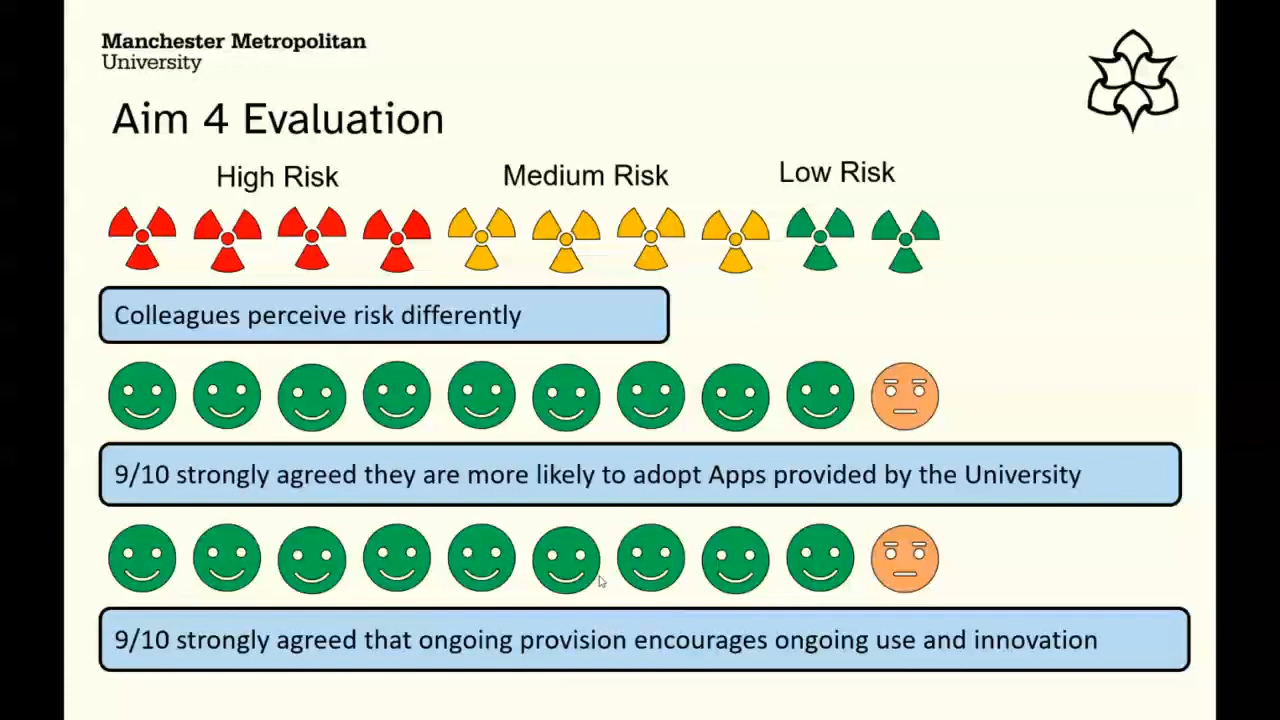 Manchester Metropolitan
University
Aim 4 Evaluation
High Risk Medium Risk Low Risk
Colleagues perceive risk differently
9/10 strongly agreed they are more likely to adopt Apps provided by the University
9/10 strongly agreed that ongoing provision encourages ongoing use and innovation